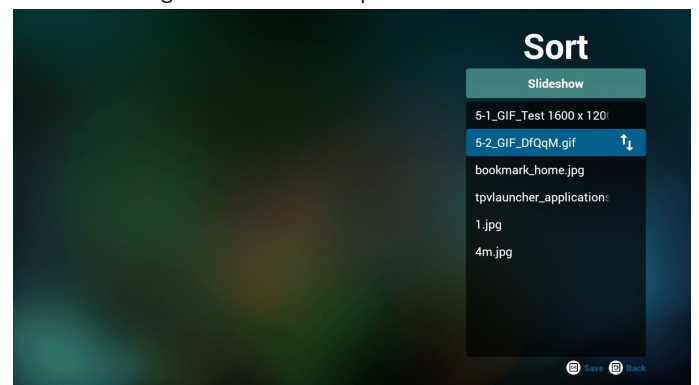 Sort
Slideshow
5-1_GIF_Test 1600 x 120
5-2_GIF_DfQqM.gif
bookmark_home.jpg
tpvlauncher_applications
1.jpg
4m.jpg
Save Back